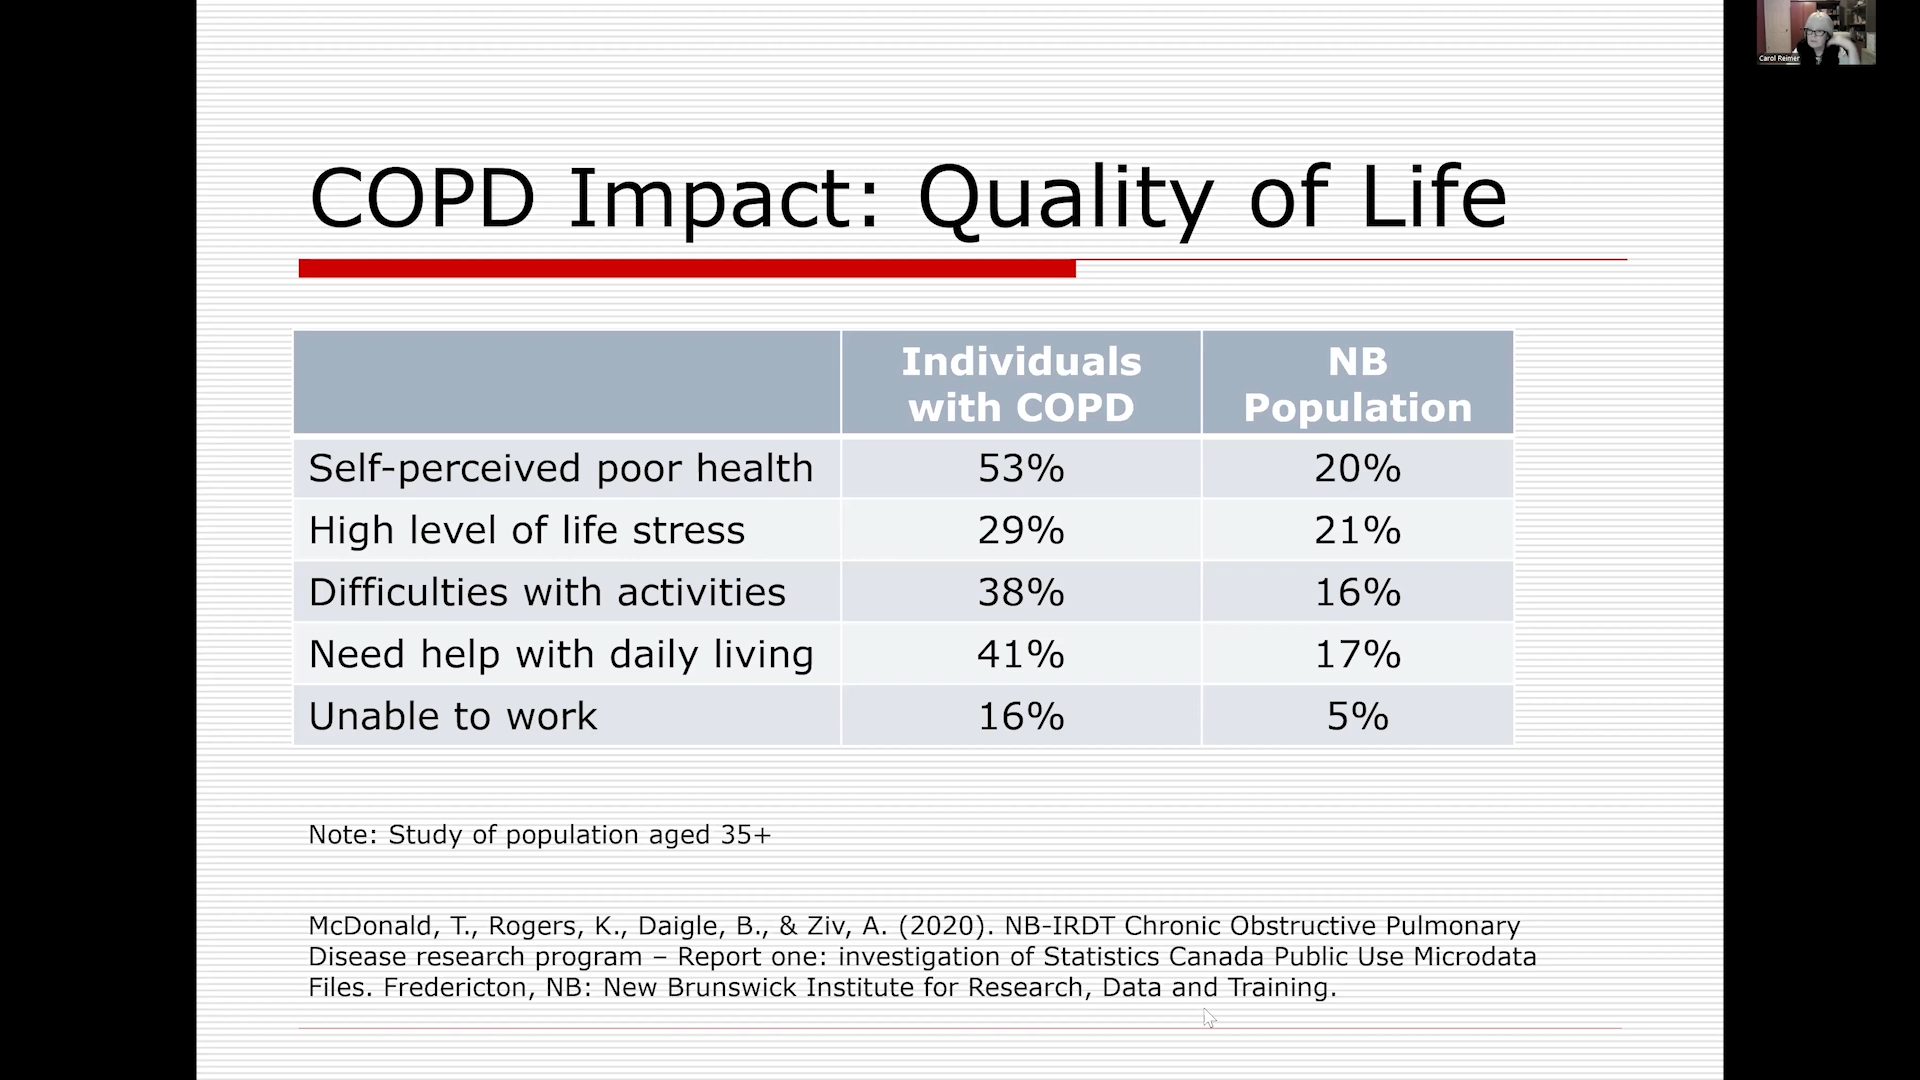 Carol Reimer
COPD Impact: Quality of Life
Individuals with COPD
NB Population
Self-perceived poor health 53% 20%
High level of life stress 29% 21%
Difficulties with activities 38% 16%
Need help with daily living 41% 17%
Unable to work 16% 5%
Note: Study of population aged 35+
McDonald, T., Rogers, K., Daigle, B., & Ziv, A. (2020). NB-IRDT Chronic Obstructive Pulmonary
Disease research program – Report one: investigation of Statistics Canada Public Use Microdata
Files. Fredericton, NB: New Brunswick Institute for Research, Data and Training.